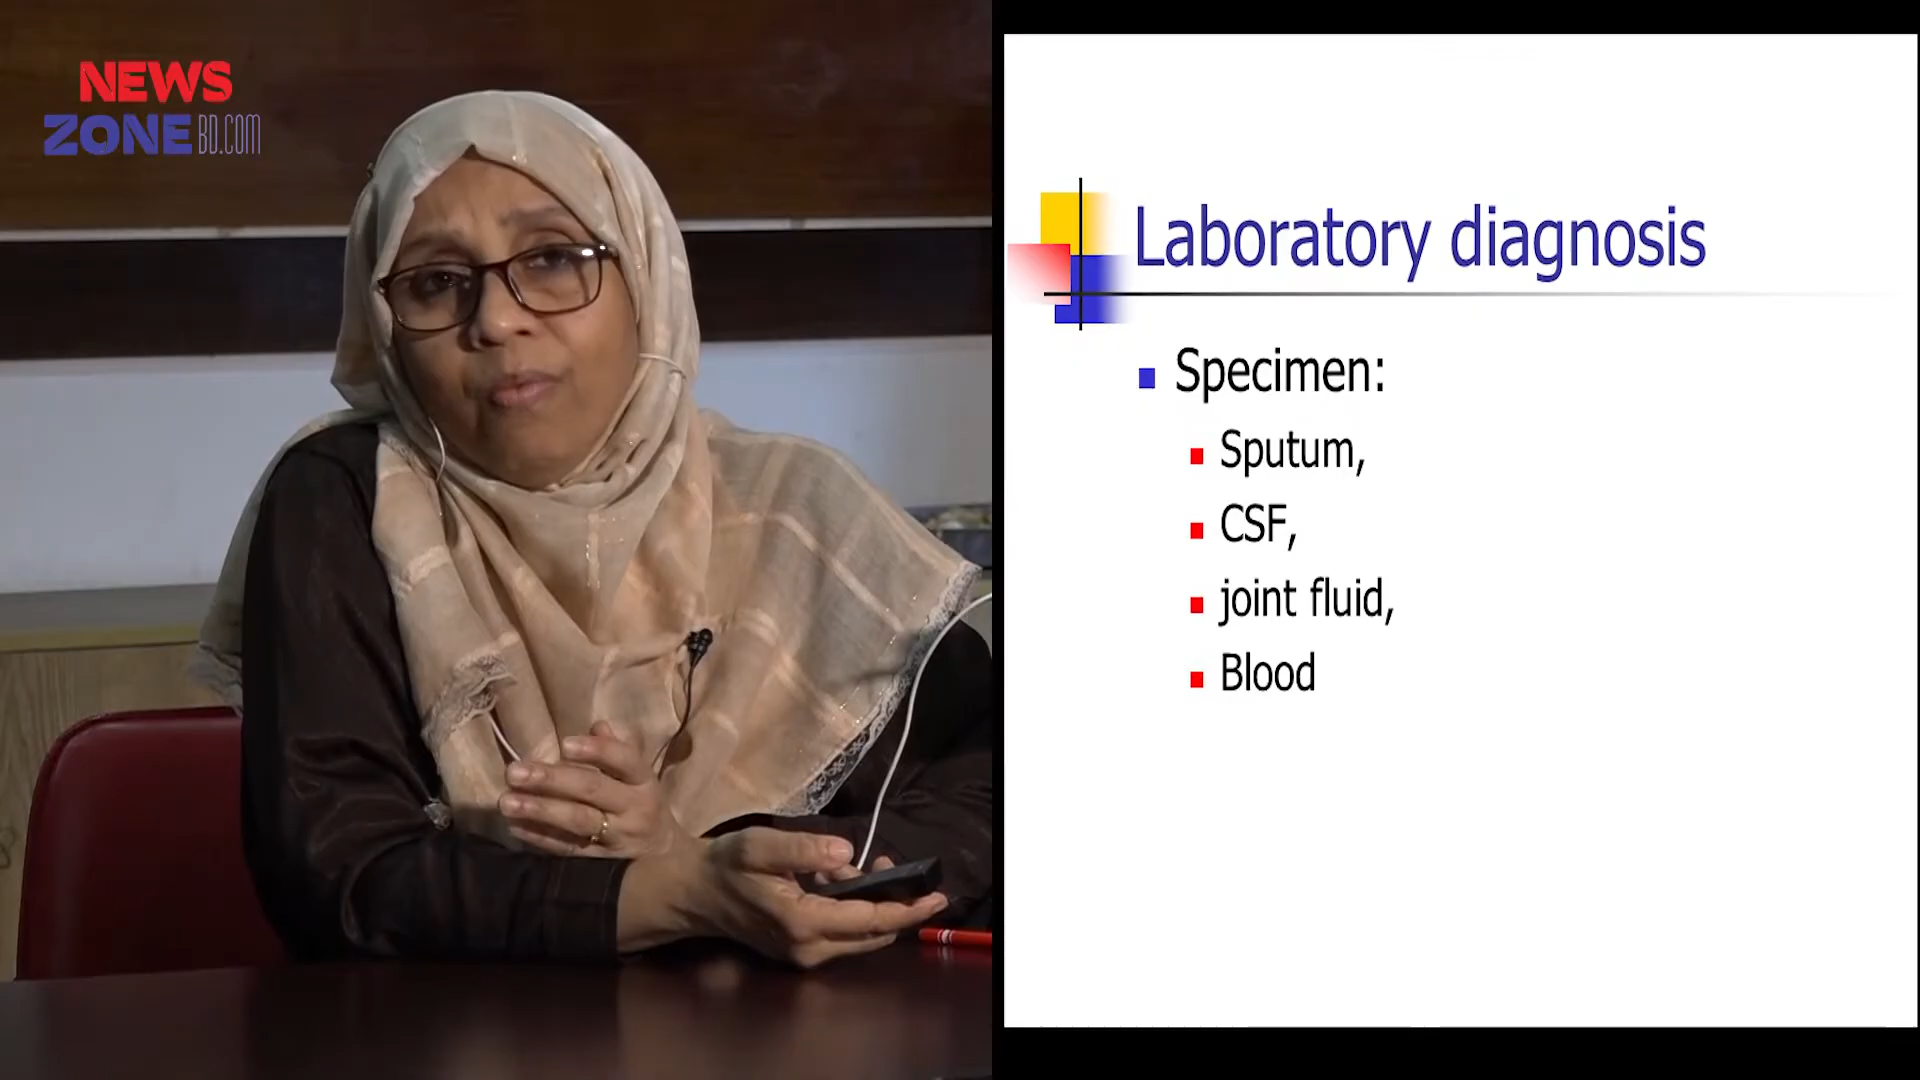 NEWS
ZONE BD.COM
Laboratory diagnosis
Specimen:
Sputum,
CSF,
joint fluid,
Blood